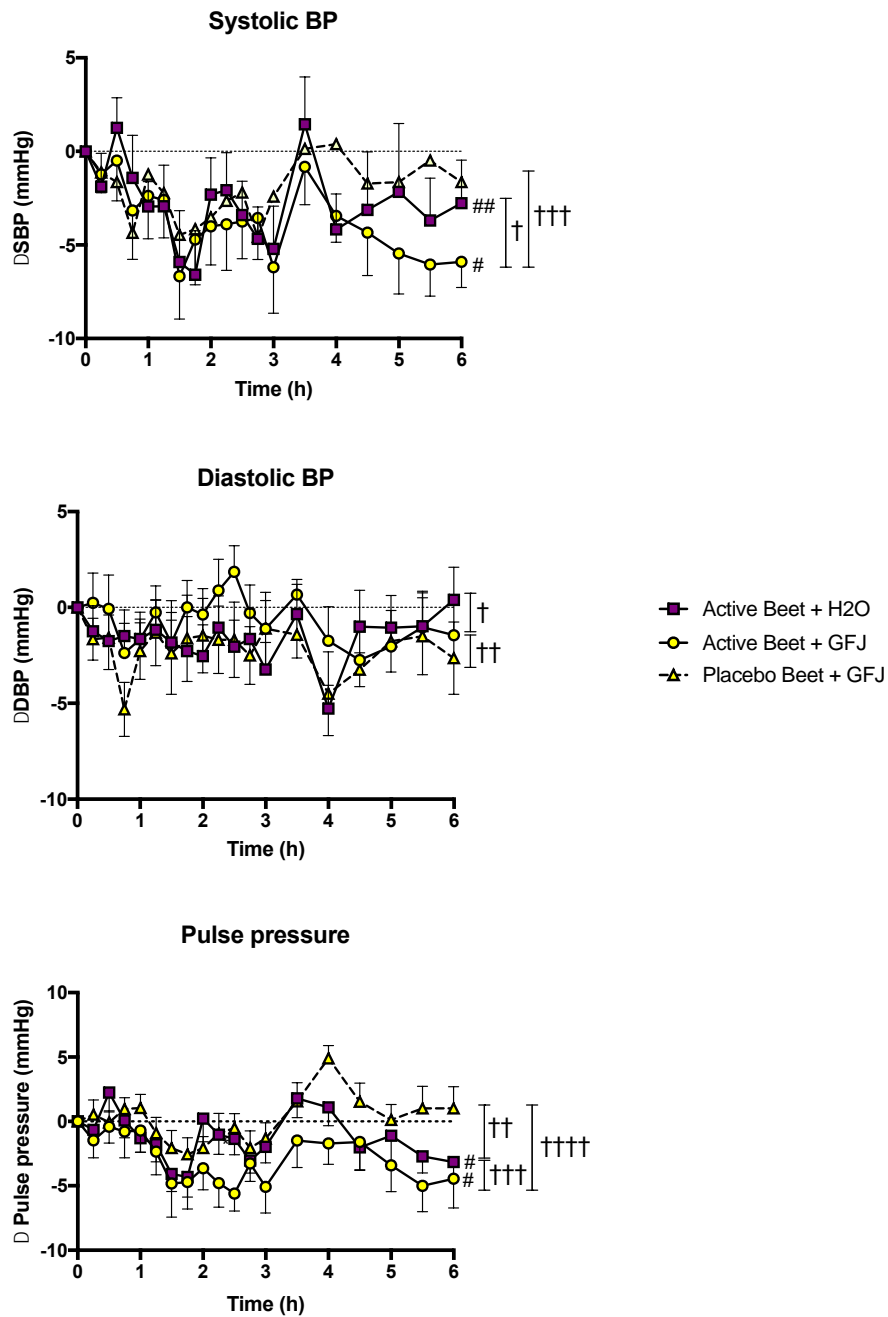 Systolic BP
5
0
-5
-10
DSBP (mmHg)
##
#
†
†††
0 1 2 3 4 5 6
Time (h)
Diastolic BP
5
0
-5
-10
DDBP (mmHg)
†
††
0 1 2 3 4 5 6
Time (h)
Active Beet + H2O
Active Beet + GFJ
Placebo Beet + GFJ
Pulse pressure
10
5
0
-5
-10
D Pulse pressure (mmHg)
#
#
††
†††
††††
0 1 2 3 4 5 6
Time (h)